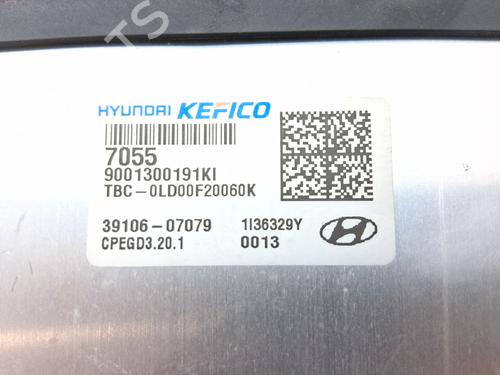 HYUNDAI KEFICO
7055
9001300191KI
TBC-0LD00F20060K
39106-07079 1I36329Y
CPEGD3.20.1 0013